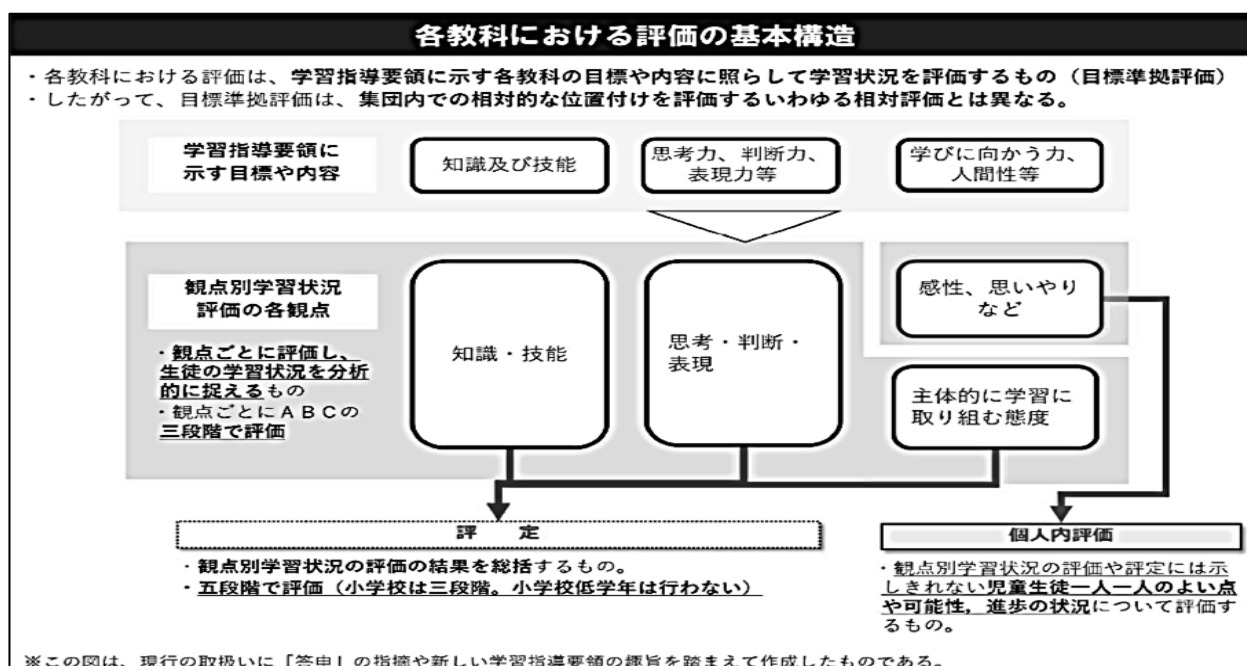 各教科における評価の基本構造
・各教科における評価は、学習指導要領に示す各教科の目標や内容に照らして学習状況を評価するもの（目標準拠評価）
・したがって、目標準拠評価は、集団内での相対的な位置付けを評価するいわゆる相対評価とは異なる。
学習指導要領に
示す目標や内容
知識及び技能
思考力、判断力、
表現力等
学びに向かう力、
人間性等
観点別学習状況
評価の各観点
・観点ごとに評価し、
生徒の学習状況を分析
的に捉えるもの
・観点ごとにＡＢＣの
三段階で評価
知識・技能
思考・判断・
表現
感性、思いやり
など
主体的に学習に
取り組む態度
評　定
・観点別学習状況の評価の結果を総括するもの。
・五段階で評価（小学校は三段階。小学校低学年は行わない）
個人内評価
・観点別学習状況の評価や評定には示
しきれない児童生徒一人一人のよい点
や可能性，進歩の状況について評価す
るもの。
※この図は、現行の取扱いに「答申」の指摘や新しい学習指導要領の趣旨を踏まえて作成したものである。